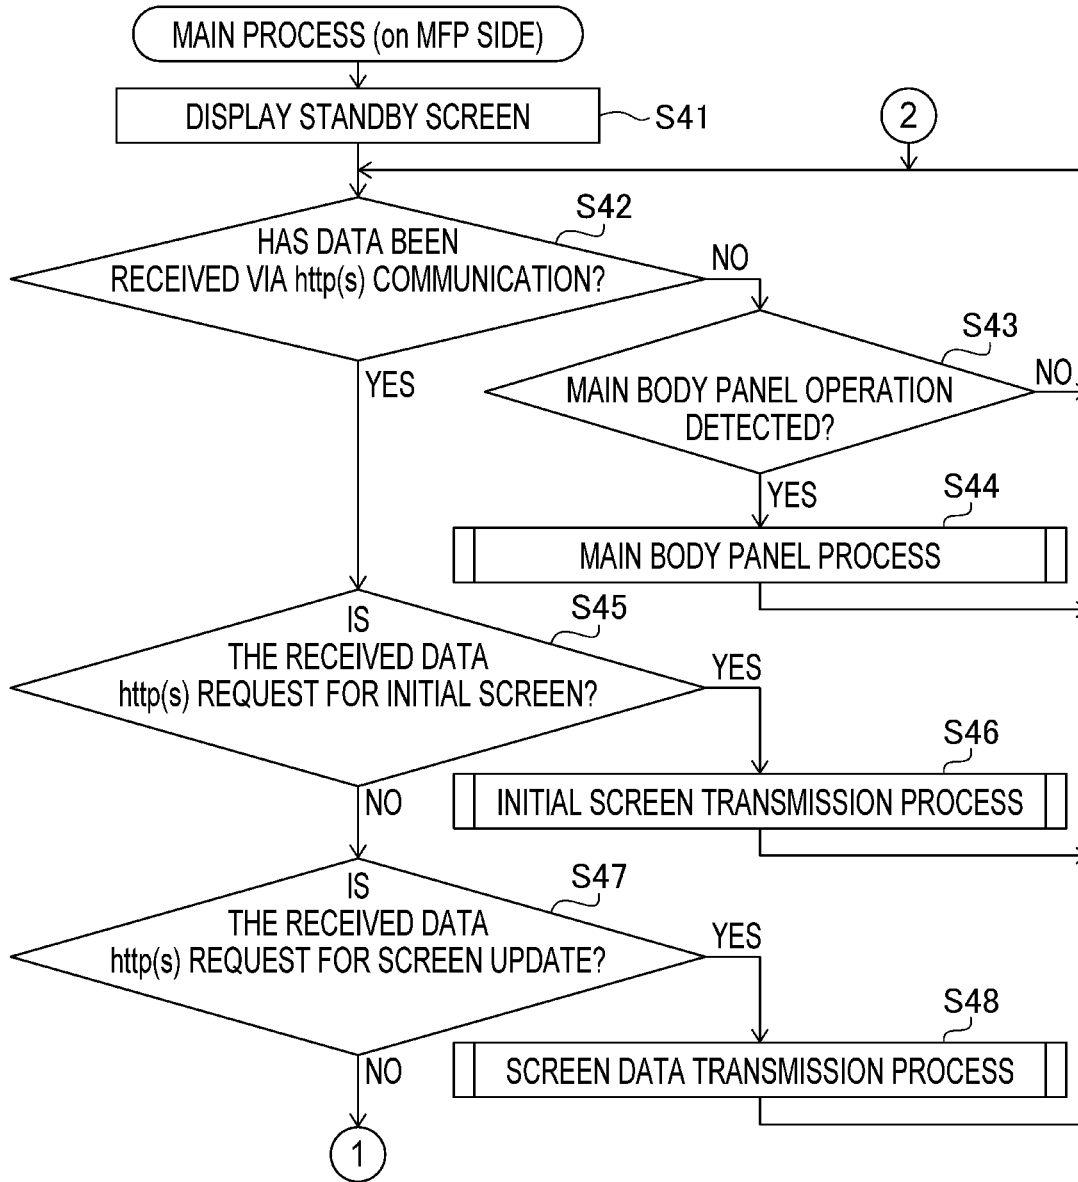 MAIN PROCESS (on MFP SIDE)
DISPLAY STANDBY SCREEN
S41
2
S42
HAS DATA BEEN
RECEIVED VIA http(s) COMMUNICATION?
NO
YES
S43
MAIN BODY PANEL OPERATION
DETECTED?
NO
YES
S44
MAIN BODY PANEL PROCESS
S45
IS
THE RECEIVED DATA
http(s) REQUEST FOR INITIAL SCREEN?
YES
NO
S46
INITIAL SCREEN TRANSMISSION PROCESS
S47
IS
THE RECEIVED DATA
http(s) REQUEST FOR SCREEN UPDATE?
YES
NO
S48
SCREEN DATA TRANSMISSION PROCESS
1